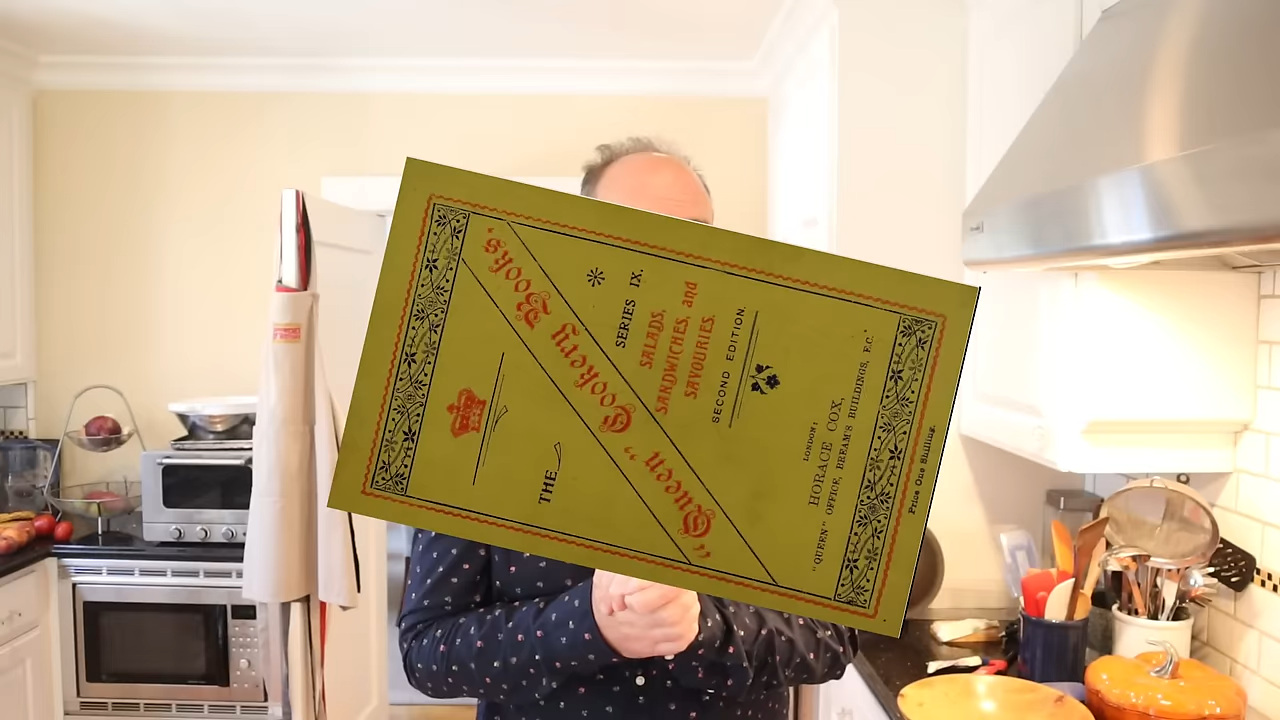 THE
"Queen" Cookery Books.
SERIES IX.
SALADS,
SANDWICHES, and
SAVOURIES.
SECOND EDITION.
LONDON:
HORACE COX,
"QUEEN" OFFICE, BREAM'S BUILDINGS, E.C.
Price One Shilling.